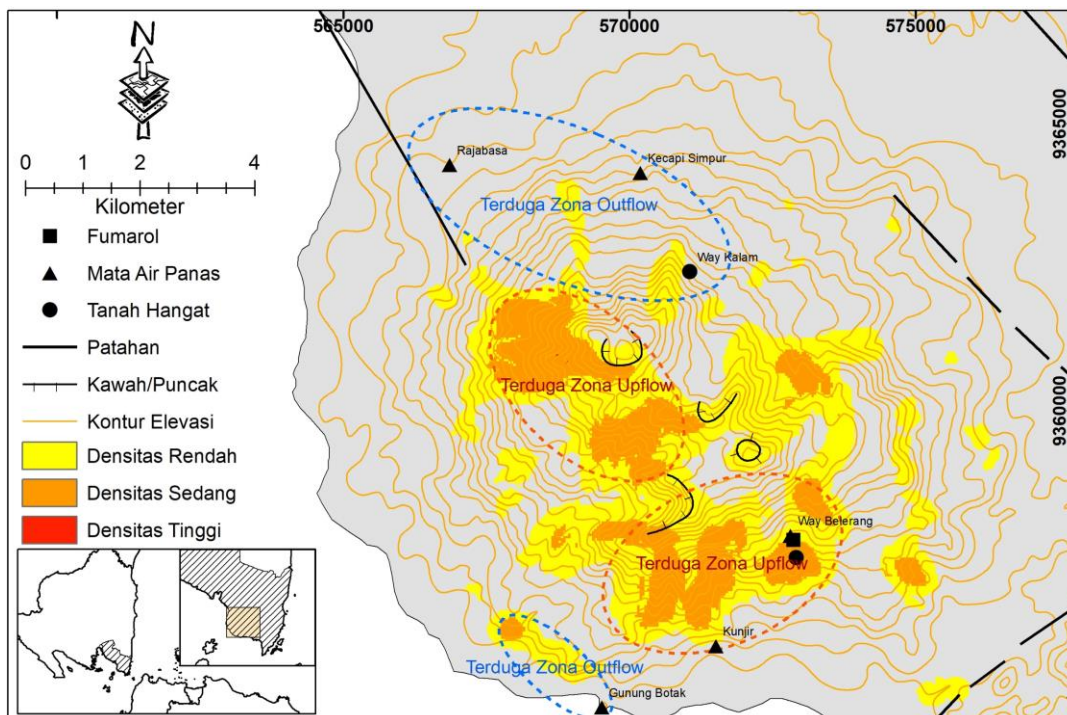 565000
570000
575000
N
9365000
9360000
0 1 2 4
Kilometer
Fumarol
Mata Air Panas
Tanah Hangat
Patahan
Kawah/Puncak
Kontur Elevasi
Densitas Rendah
Densitas Sedang
Densitas Tinggi
Rajabasa
Kecapi Simpur
Terduga Zona Outflow
Way Kalam
Terduga Zona Upflow
Way Belerang
Terduga Zona Upflow
Kunjir
Terduga Zona Outflow
Gunung Botak